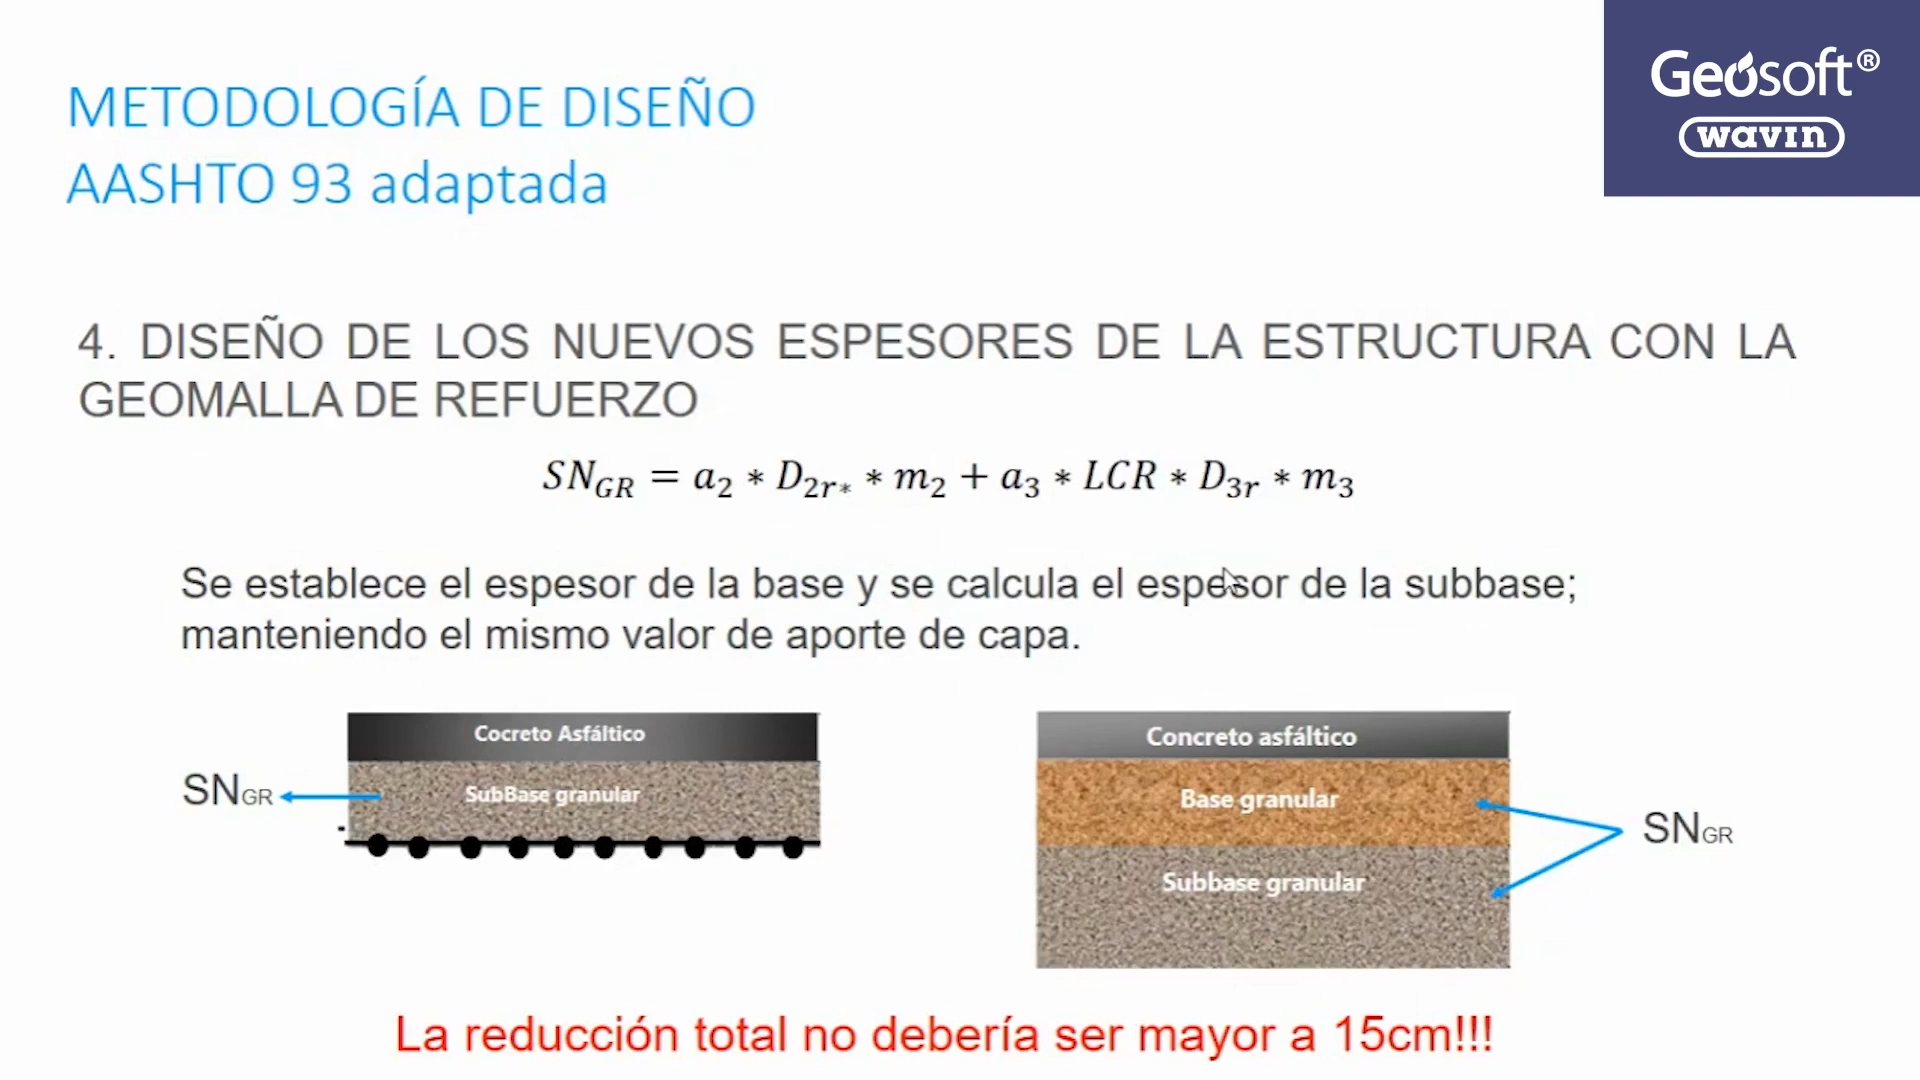 Geosoft®
wavin
METODOLOGÍA DE DISEÑO
AASHTO 93 adaptada
4. DISEÑO DE LOS NUEVOS ESPESORES DE LA ESTRUCTURA CON LA
GEOMALLA DE REFUERZO
SN_GR = a_2 * D_2r* * m_2 + a_3 * LCR * D_3r * m_3
Se establece el espesor de la base y se calcula el espesor de la subbase;
manteniendo el mismo valor de aporte de capa.
Cocreto Asfáltico
SNGR
SubBase granular
Concreto asfáltico
Base granular
Subbase granular
SNGR
La reducción total no debería ser mayor a 15cm!!!